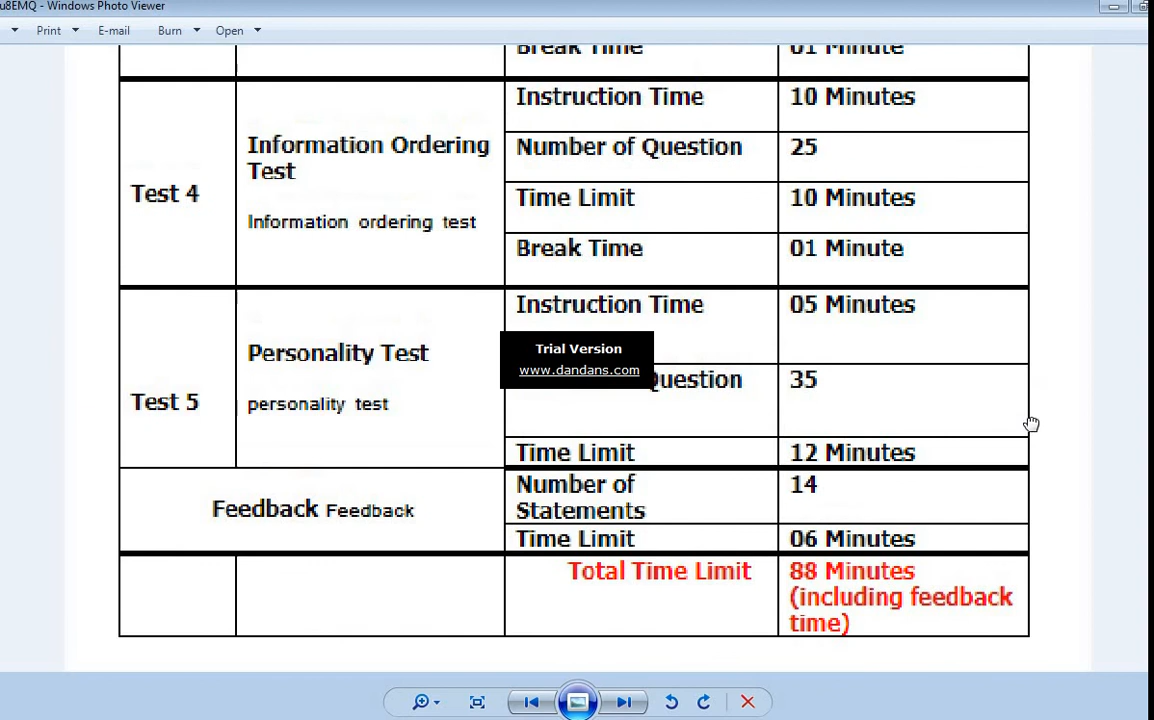 u8EMQ - Windows Photo Viewer
Print
E-mail
Burn
Open
Break Time
01 Minute
Test 4
Information Ordering
Test
Information ordering test
Instruction Time
10 Minutes
Number of Question
25
Time Limit
10 Minutes
Break Time
01 Minute
Test 5
Personality Test
personality test
Instruction Time
05 Minutes
Trial Version
www.dandans.com
Question
35
Time Limit
12 Minutes
Feedback Feedback
Number of
Statements
14
Time Limit
06 Minutes
Total Time Limit
88 Minutes
(including feedback
time)